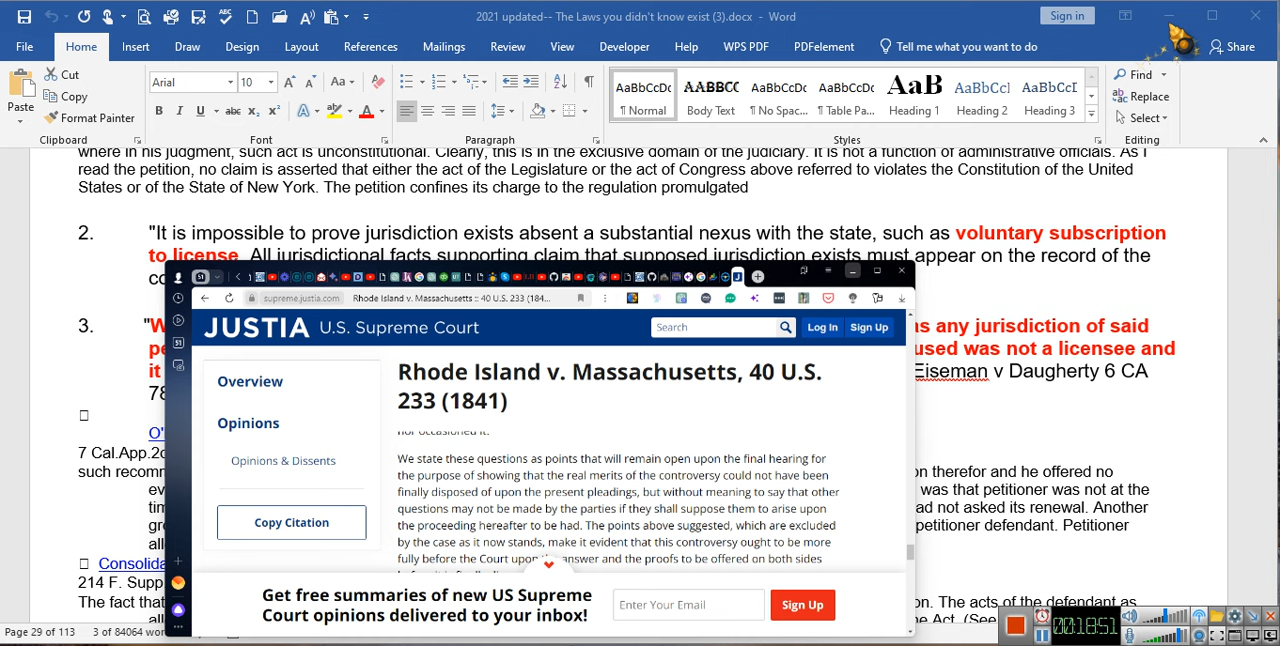 2021 updated-- The Laws you didn't know exist (3).docx - Word
Sign in
File Home Insert Draw Design Layout References Mailings Review View Developer Help WPS PDF PDFelement Tell me what you want to do Share
Paste
Cut
Copy
Format Painter
Arial 10
AaBbCcDc AABBCC AaBbCcDc AaBbCcDc AaB AaBbCcI AaBbCcI
¶ Normal Body Text ¶ No Spac... ¶ Table Pa... Heading 1 Heading 2 Heading 3
Find
Replace
Select
Clipboard Font Paragraph Styles Editing
where in his judgment, such act is unconstitutional. Clearly, this is in the exclusive domain of the judiciary. It is not a function of administrative officials. As I
read the petition, no claim is asserted that either the act of the Legislature or the act of Congress above referred to violates the Constitution of the United
States or of the State of New York. The petition confines its charge to the regulation promulgated
2. "It is impossible to prove jurisdiction exists absent a substantial nexus with the state, such as voluntary subscription
to license. All jurisdictional facts supporting claim that supposed jurisdiction exists must appear on the record of the
3. "W
as any jurisdiction of said
used was not a licensee and
it
Eiseman v Daugherty 6 CA
78
O'
7 Cal.App.2c
such recomm
on therefor and he offered no
was that petitioner was not at the
ad not asked its renewal. Another
petitioner defendant. Petitioner
Consolida
214 F. Supp
The fact that
on. The acts of the defendant as
the Act. (See
supreme.justia.com Rhode Island v. Massachusetts :: 40 U.S. 233 (184...
JUSTIA U.S. Supreme Court
Search
Log In Sign Up
Overview
Opinions
Opinions & Dissents
Copy Citation
Rhode Island v. Massachusetts, 40 U.S.
233 (1841)
nor occasioned it.
We state these questions as points that will remain open upon the final hearing for
the purpose of showing that the real merits of the controversy could not have been
finally disposed of upon the present pleadings, but without meaning to say that other
questions may not be made by the parties if they shall suppose them to arise upon
the proceeding hereafter to be had. The points above suggested, which are excluded
by the case as it now stands, make it evident that this controversy ought to be more
fully before the Court upon the answer and the proofs to be offered on both sides
Get free summaries of new US Supreme
Court opinions delivered to your inbox!
Enter Your Email
Sign Up
Page 29 of 113 3 of 84064 wor
00:18:51